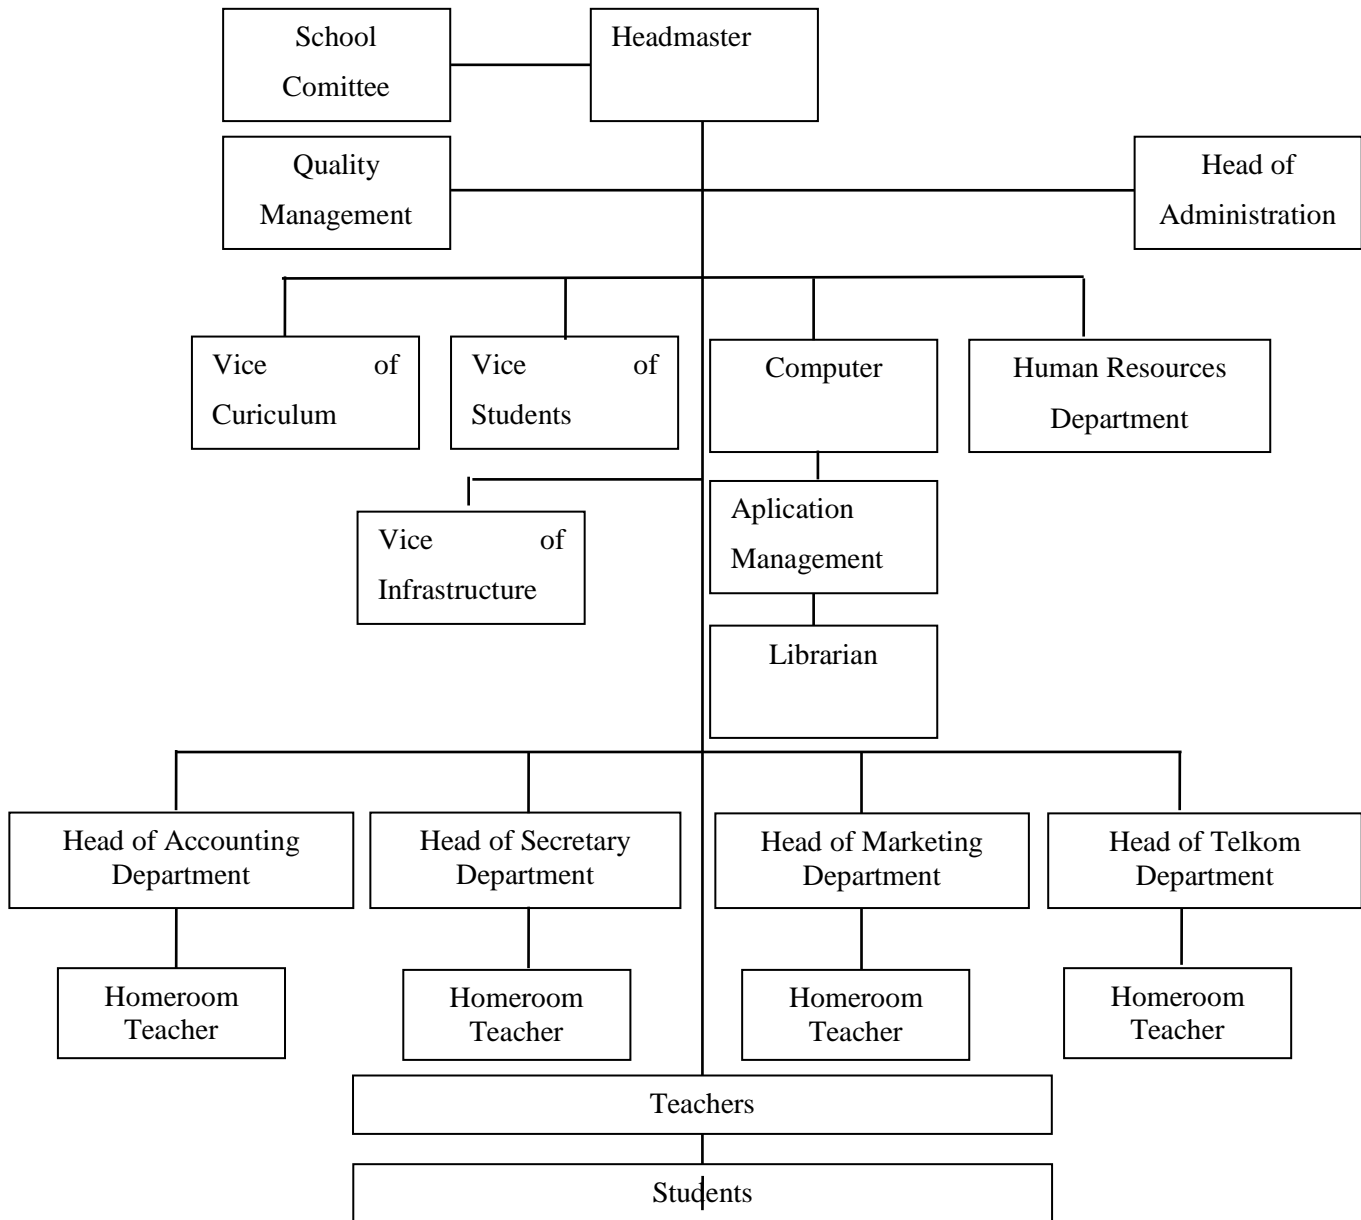 School
Comittee
Headmaster
Quality
Management
Head of
Administration
Vice of
Curiculum
Vice of
Students
Computer
Human Resources
Department
Aplication
Management
Vice of
Infrastructure
Librarian
Head of Accounting
Department
Head of Secretary
Department
Head of Marketing
Department
Head of Telkom
Department
Homeroom
Teacher
Homeroom
Teacher
Homeroom
Teacher
Homeroom
Teacher
Teachers
Students